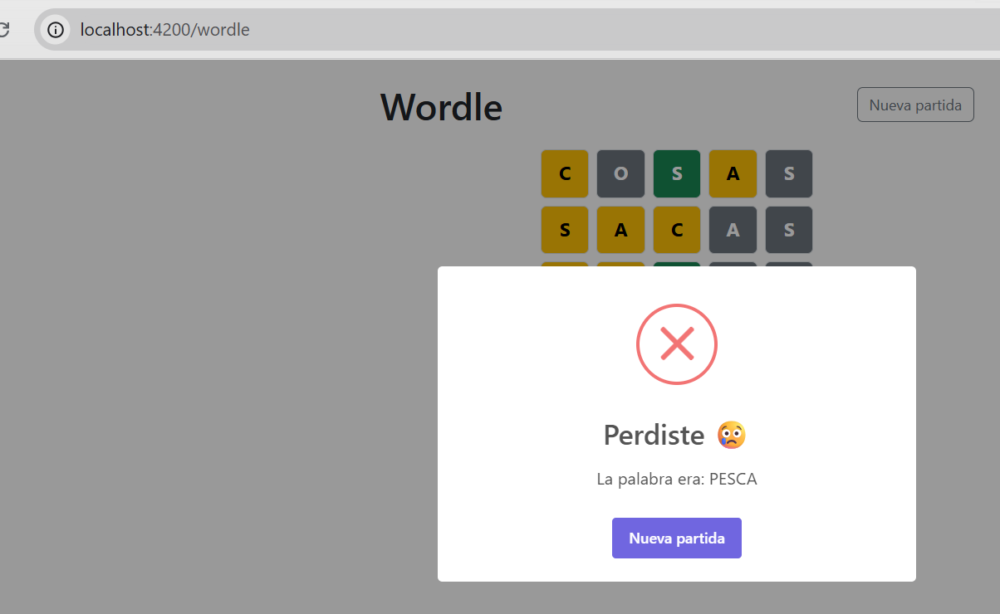 localhost:4200/wordle
Wordle
Nueva partida
C O S A S
S A C A S
Perdiste 😢
La palabra era: PESCA
Nueva partida